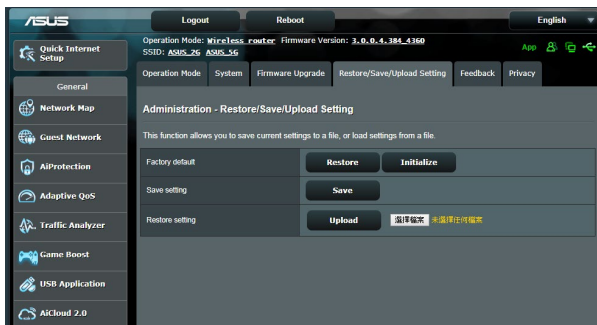 ASUS
Logout
Reboot
English
Quick Internet
Setup
Operation Mode: Wireless router Firmware Version: 3.0.0.4.384_4360
SSID: ASUS_2G ASUS_5G
App
Operation Mode
System
Firmware Upgrade
Restore/Save/Upload Setting
Feedback
Privacy
General
Network Map
Guest Network
AiProtection
Adaptive QoS
Traffic Analyzer
Game Boost
USB Application
AiCloud 2.0
Administration - Restore/Save/Upload Setting
This function allows you to save current settings to a file, or load settings from a file.
Factory default
Restore
Initialize
Save setting
Save
Restore setting
Upload
選擇檔案 未選擇任何檔案